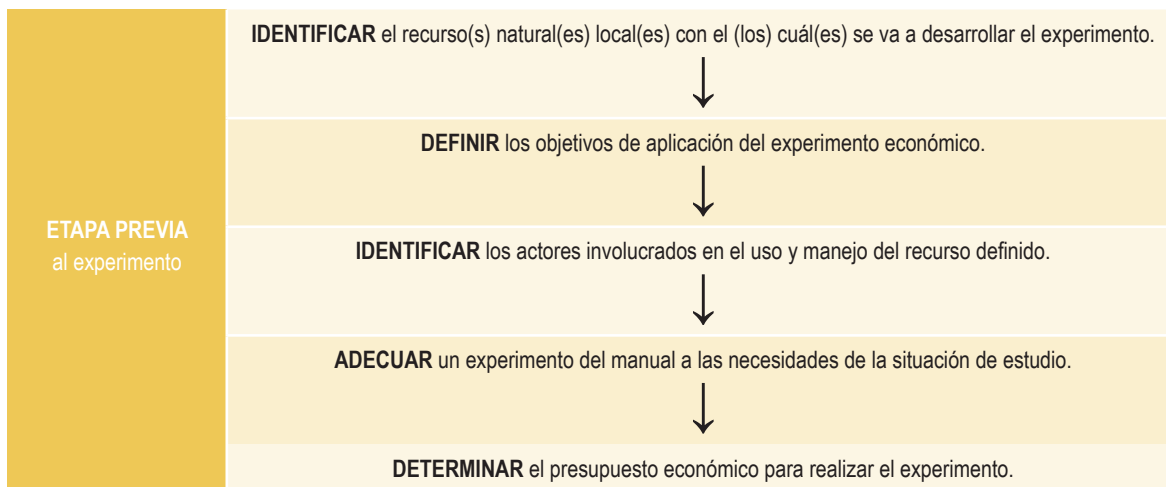 IDENTIFICAR el recurso(s) natural(es) local(es) con el (los) cuál(es) se va a desarrollar el experimento.
DEFINIR los objetivos de aplicación del experimento económico.
ETAPA PREVIA
al experimento
IDENTIFICAR los actores involucrados en el uso y manejo del recurso definido.
ADECUAR un experimento del manual a las necesidades de la situación de estudio.
DETERMINAR el presupuesto económico para realizar el experimento.